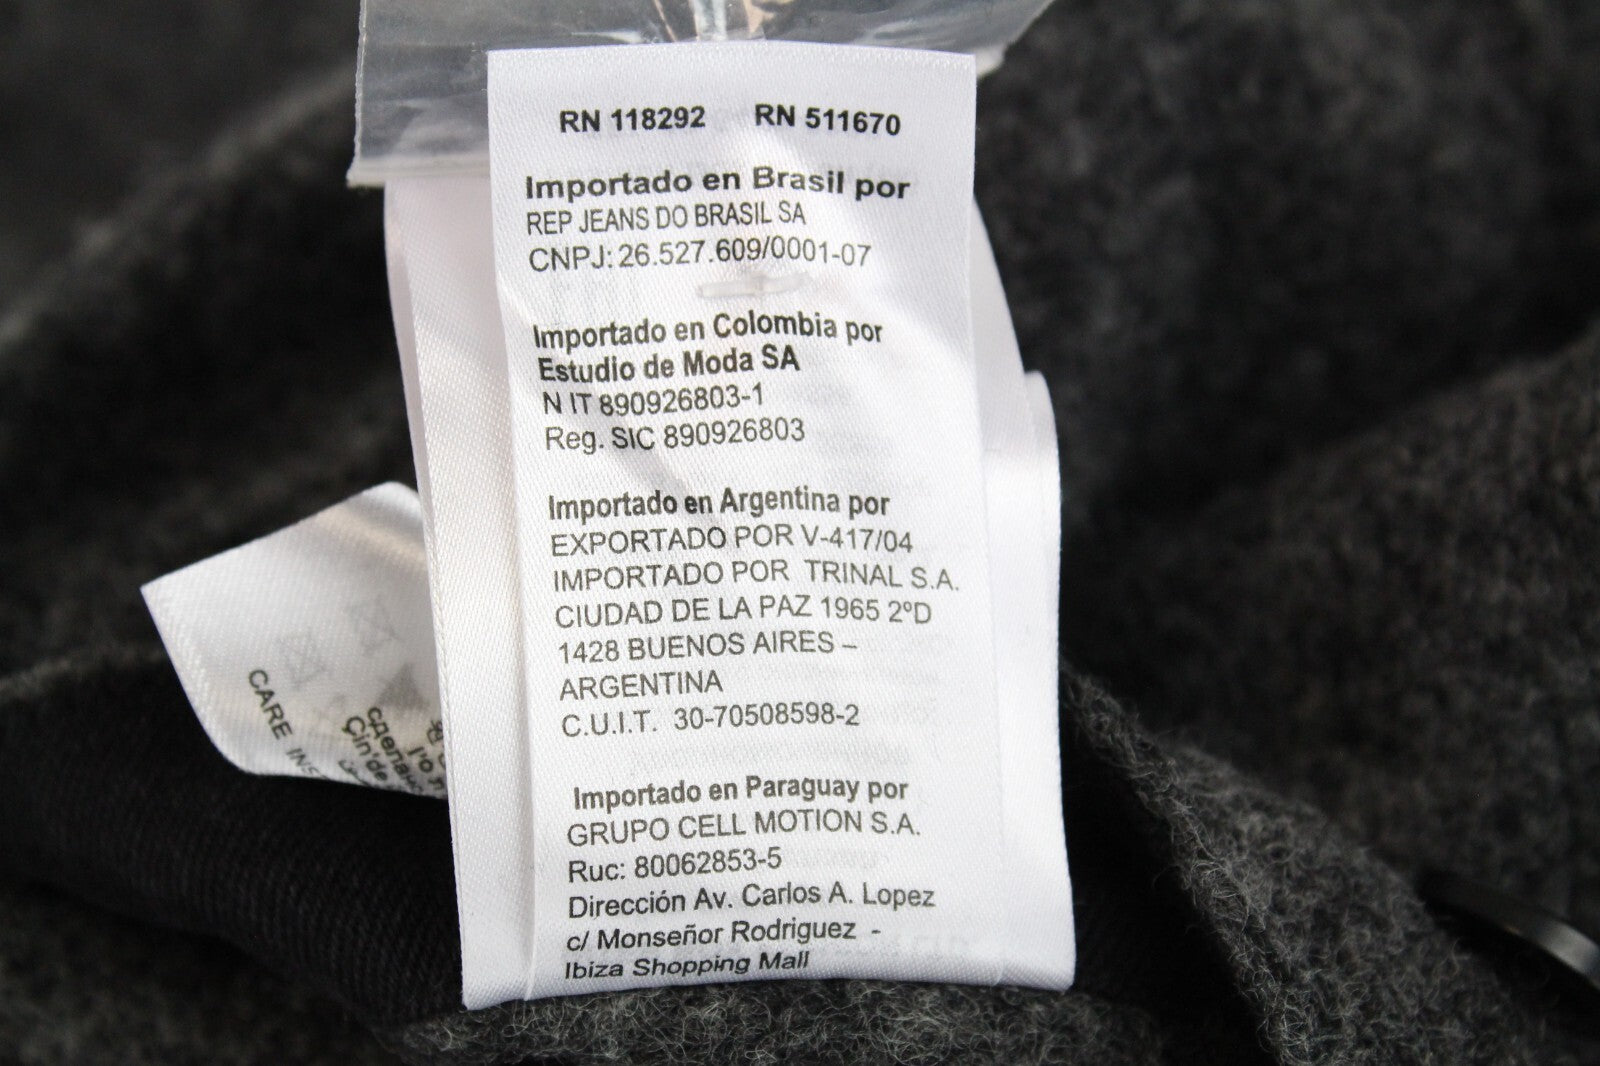 RN 118292 RN 511670
Importado en Brasil por
REP JEANS DO BRASIL SA
CNPJ: 26.527.609/0001-07
Importado en Colombia por
Estudio de Moda SA
N IT 890926803-1
Reg. SIC 890926803
Importado en Argentina por
EXPORTADO POR V-417/04
IMPORTADO POR TRINAL S.A.
CIUDAD DE LA PAZ 1965 2ºD
1428 BUENOS AIRES –
ARGENTINA
C.U.I.T. 30-70508598-2
Importado en Paraguay por
GRUPO CELL MOTION S.A.
Ruc: 80062853-5
Dirección Av. Carlos A. Lopez
c/ Monseñor Rodriguez -
Ibiza Shopping Mall
CARE INS
Çin'de